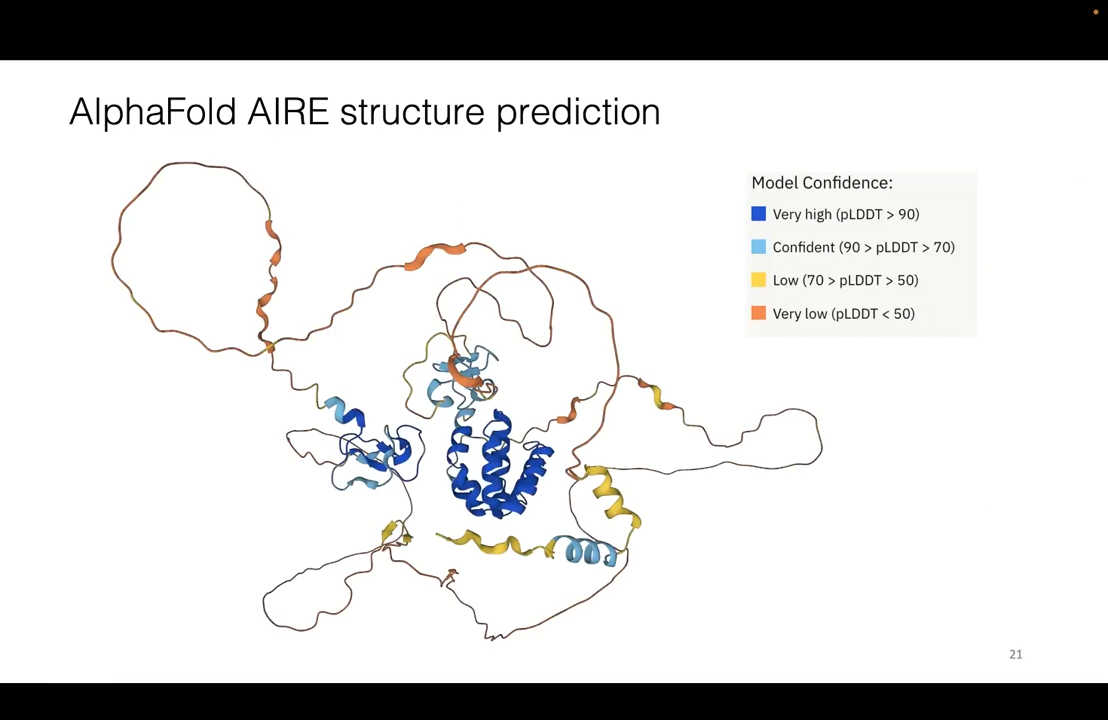 AlphaFold AIRE structure prediction
Model Confidence:
Very high (pLDDT > 90)
Confident (90 > pLDDT > 70)
Low (70 > pLDDT > 50)
Very low (pLDDT < 50)
21